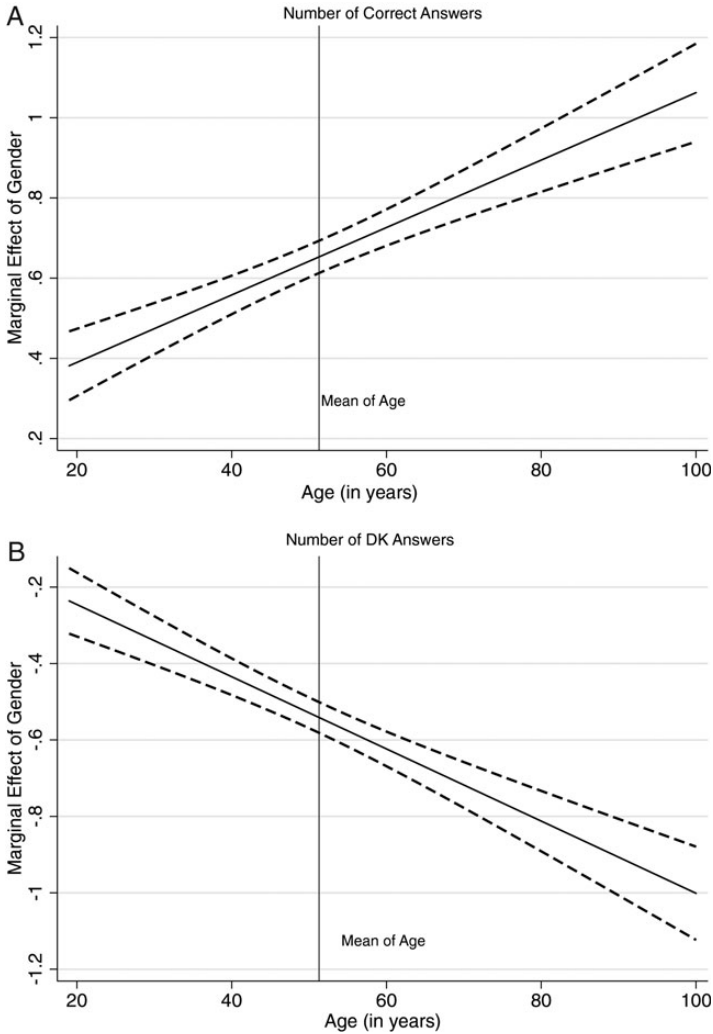 A
Number of Correct Answers
Marginal Effect of Gender
1.2
1
.8
.6
.4
.2
Mean of Age
20 40 60 80 100
Age (in years)
B
Number of DK Answers
Marginal Effect of Gender
-.2
-.4
-.6
-.8
-1
-1.2
Mean of Age
20 40 60 80 100
Age (in years)